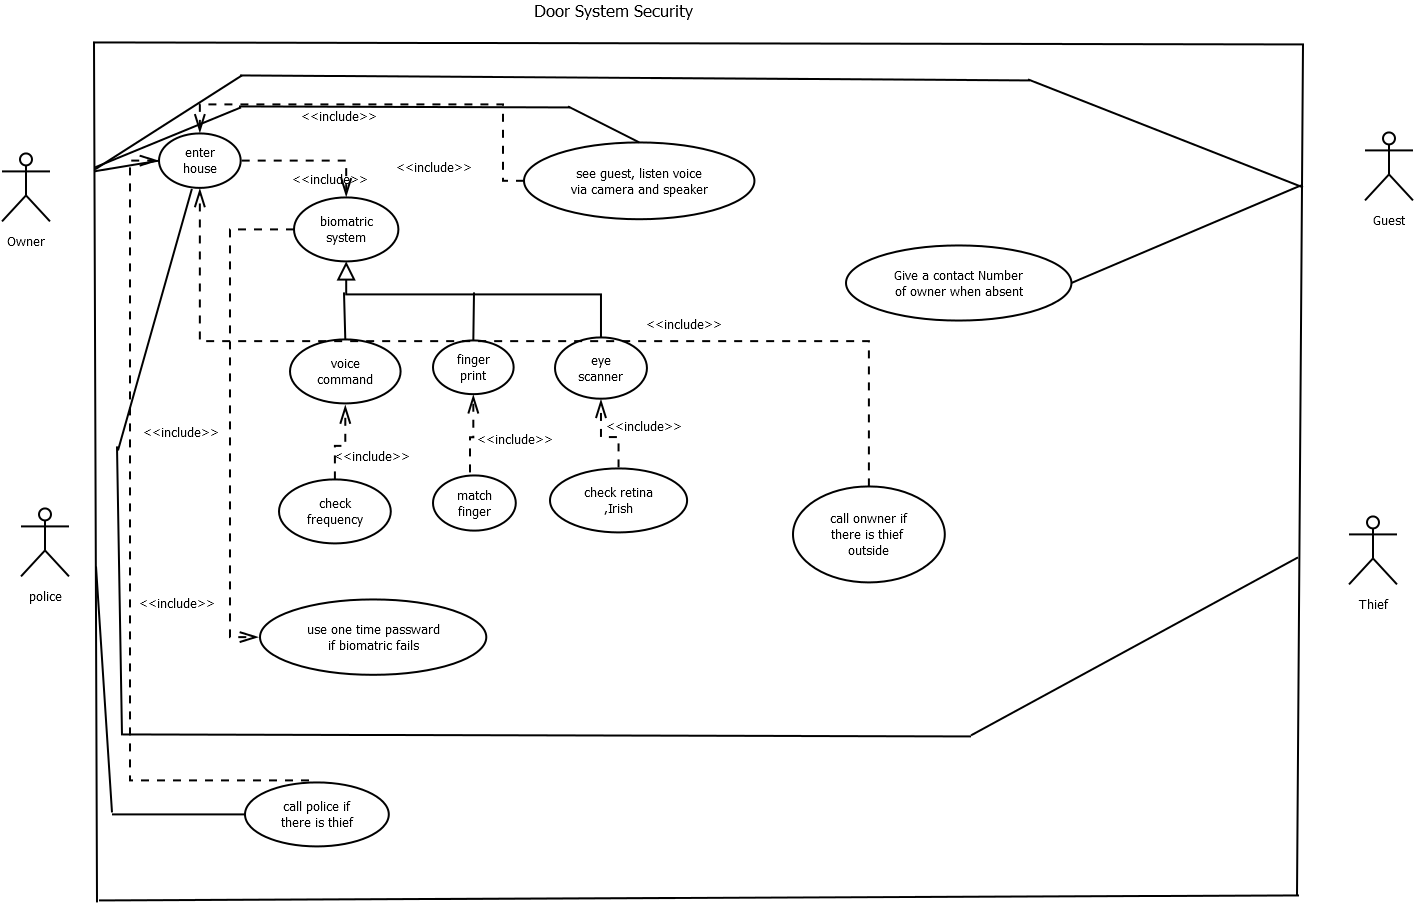 Door System Security
<<include>>
enter
house
<<include>>
<<include>>
see guest, listen voice
via camera and speaker
Owner
Guest
biomatric
system
Give a contact Number
of owner when absent
<<include>>
voice
command
finger
print
eye
scanner
<<include>>
<<include>>
<<include>>
<<include>>
check
frequency
match
finger
check retina
,Irish
call onwner if
there is thief
outside
police
Thief
<<include>>
use one time passward
if biomatric fails
call police if
there is thief